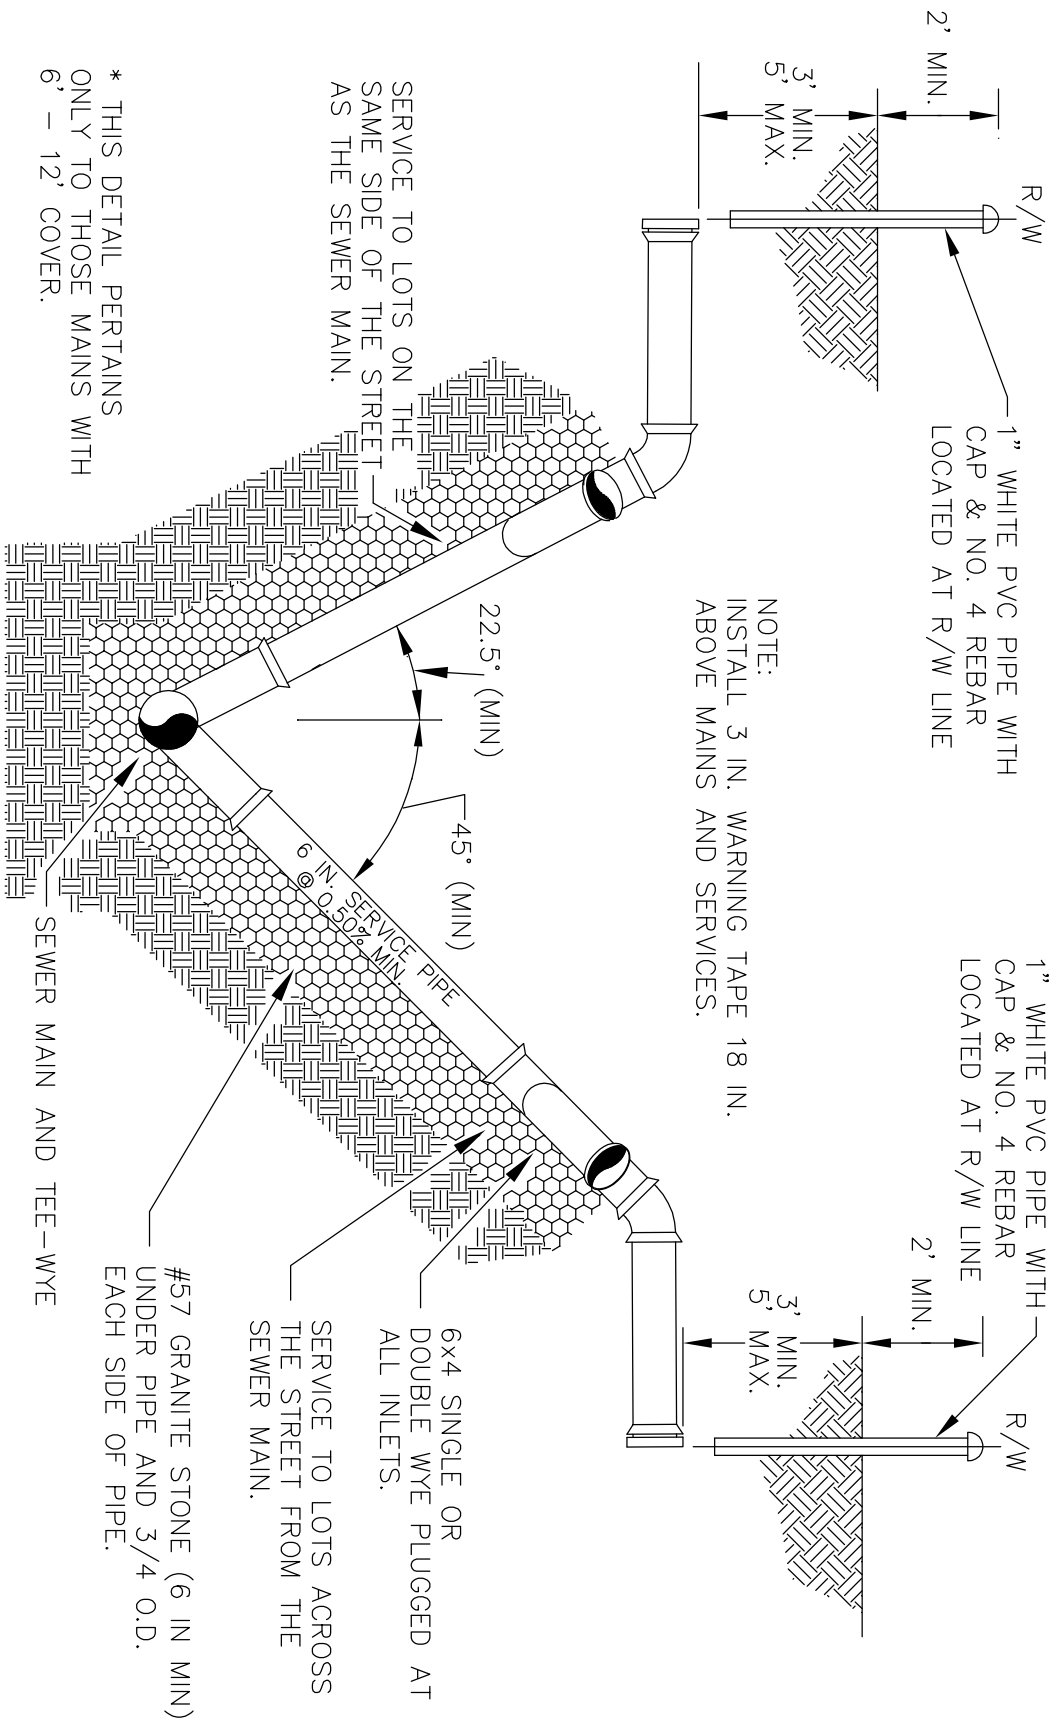 R/W
2' MIN.
3' MIN.
5' MAX.
1" WHITE PVC PIPE WITH
CAP & NO. 4 REBAR
LOCATED AT R/W LINE
1" WHITE PVC PIPE WITH
CAP & NO. 4 REBAR
LOCATED AT R/W LINE
R/W
2' MIN.
3' MIN.
5' MAX.
NOTE:
INSTALL 3 IN. WARNING TAPE 18 IN.
ABOVE MAINS AND SERVICES.
SERVICE TO LOTS ON THE
SAME SIDE OF THE STREET
AS THE SEWER MAIN.
22.5° (MIN)
45° (MIN)
6 IN. SERVICE PIPE
@ 0.50% MIN.
6x4 SINGLE OR
DOUBLE WYE PLUGGED AT
ALL INLETS.
SERVICE TO LOTS ACROSS
THE STREET FROM THE
SEWER MAIN.
#57 GRANITE STONE (6 IN MIN)
UNDER PIPE AND 3/4 O.D.
EACH SIDE OF PIPE.
SEWER MAIN AND TEE-WYE
* THIS DETAIL PERTAINS
ONLY TO THOSE MAINS WITH
6' - 12' COVER.